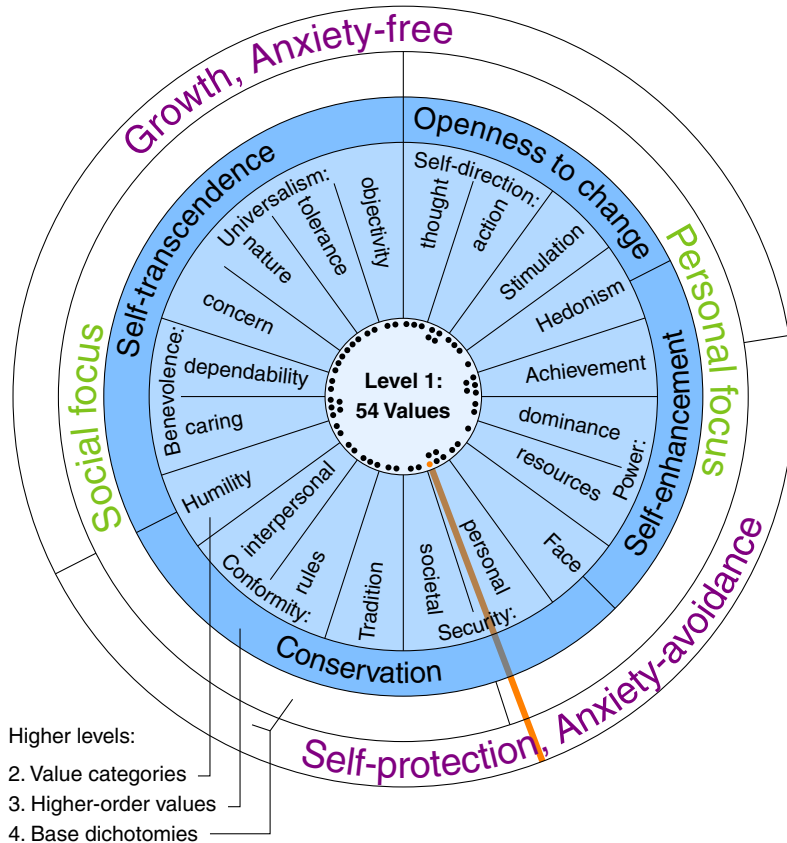 Growth, Anxiety-free
Openness to change
Self-transcendence
Self-direction:
thought
action
Universalism:
objectivity
tolerance
nature
concern
Stimulation
Hedonism
Personal focus
Social focus
Benevolence:
dependability
caring
Level 1:
54 Values
Achievement
Self-enhancement
dominance
resources
Power:
Humility
interpersonal
rules
Conformity:
Tradition
societal
personal
Security:
Face
Conservation
Self-protection, Anxiety-avoidance
Higher levels:
2. Value categories
3. Higher-order values
4. Base dichotomies